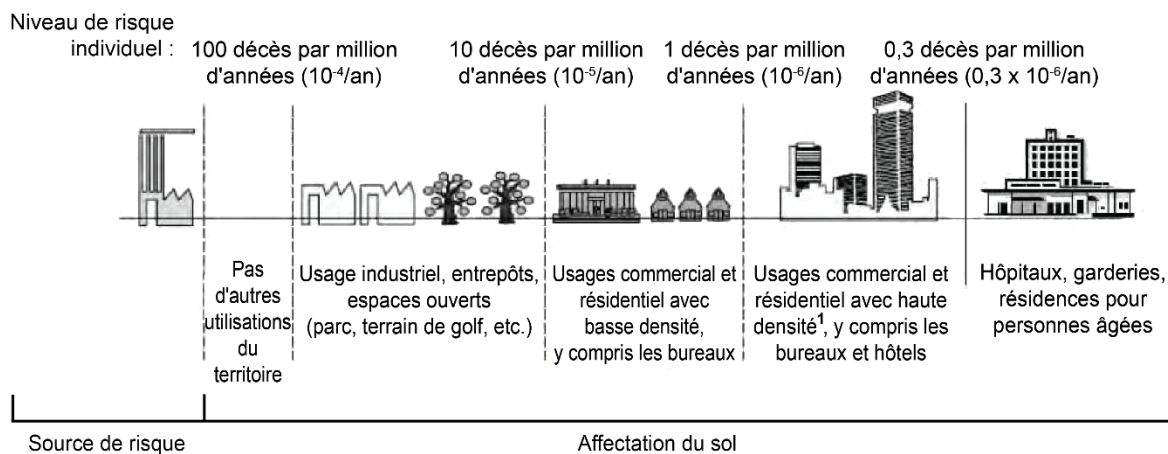 Niveau de risque
individuel :
100 décès par million
d'années (10⁻⁴/an)
10 décès par million
d'années (10⁻⁵/an)
1 décès par million
d'années (10⁻⁶/an)
0,3 décès par million
d'années (0,3 x 10⁻⁶/an)
H
Pas
d'autres
utilisations
du
territoire
Usage industriel, entrepôts,
espaces ouverts
(parc, terrain de golf, etc.)
Usages commercial et
résidentiel avec
basse densité,
y compris les bureaux
Usages commercial et
résidentiel avec haute
densité¹, y compris les
bureaux et hôtels
Hôpitaux, garderies,
résidences pour
personnes âgées
Source de risque
Affectation du sol